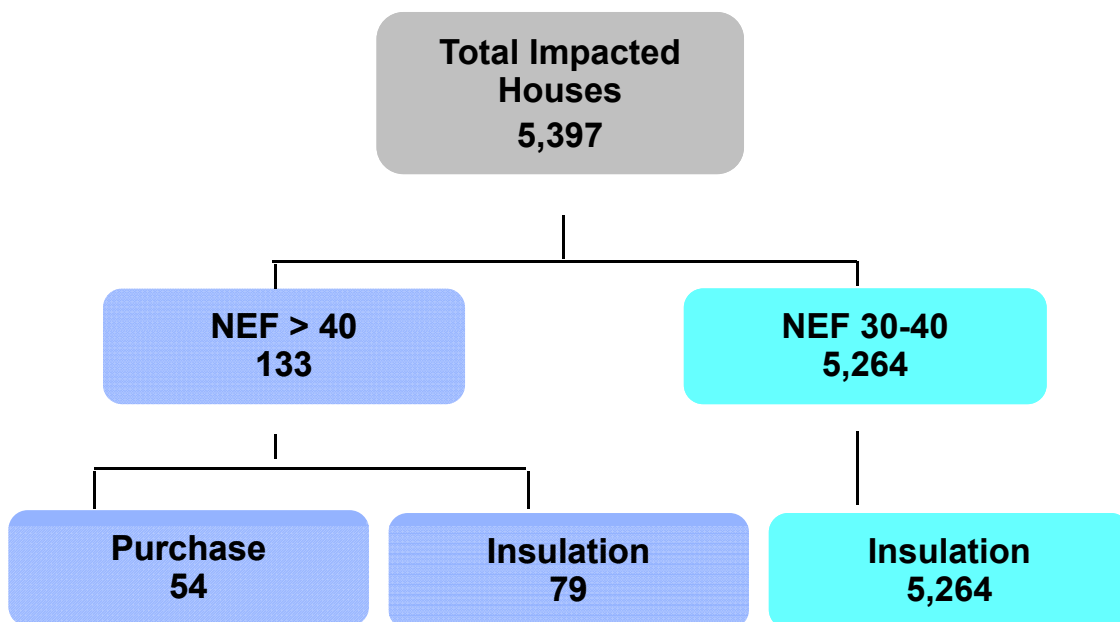 Total Impacted
Houses
5,397
NEF > 40
133
NEF 30-40
5,264
Purchase
54
Insulation
79
Insulation
5,264